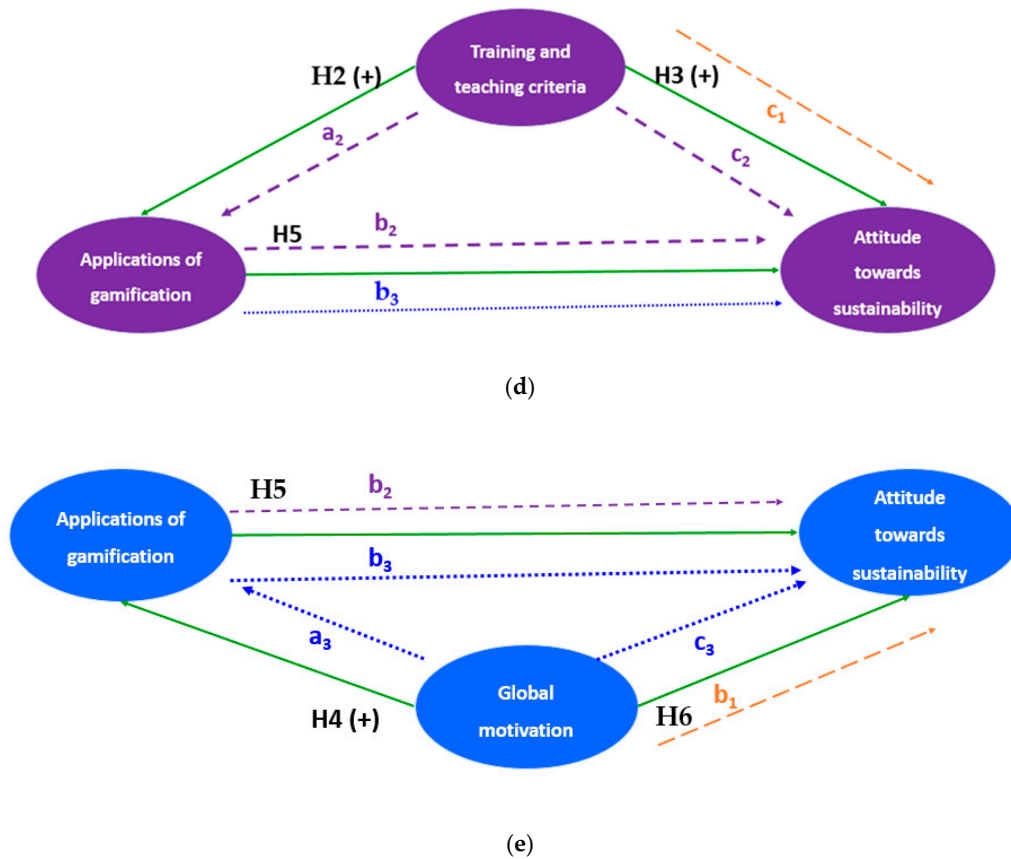 Training and
teaching criteria
H2 (+)
H3 (+)
c1
a2
c2
H5
b2
Applications of
gamification
Attitude
towards
sustainability
b3
(d)
H5
b2
Applications of
gamification
Attitude
towards
sustainability
b3
a3
c3
Global
motivation
H4 (+)
H6
b1
(e)